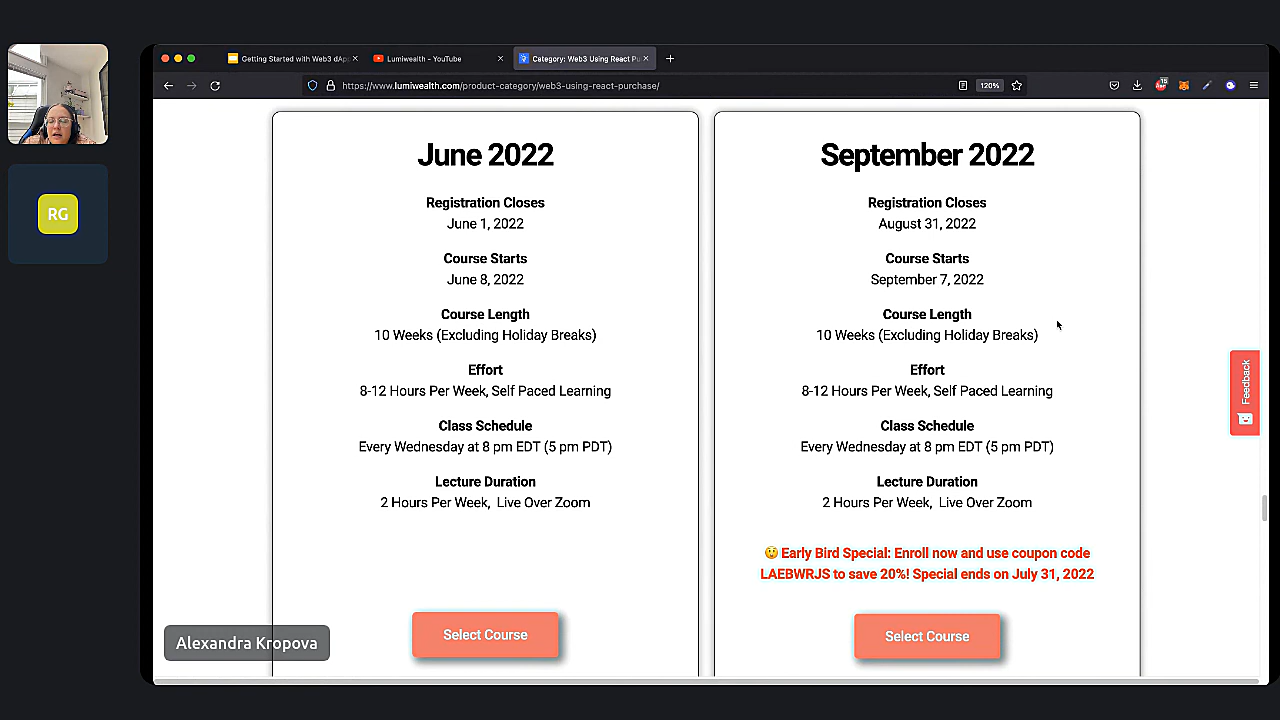 Getting Started with Web3 dAp
Lumiwealth - YouTube
Category: Web3 Using React Pu
https://www.lumiwealth.com/product-category/web3-using-react-purchase/
120%
15
RG
June 2022
Registration Closes
June 1, 2022
Course Starts
June 8, 2022
Course Length
10 Weeks (Excluding Holiday Breaks)
Effort
8-12 Hours Per Week, Self Paced Learning
Class Schedule
Every Wednesday at 8 pm EDT (5 pm PDT)
Lecture Duration
2 Hours Per Week, Live Over Zoom
Select Course
September 2022
Registration Closes
August 31, 2022
Course Starts
September 7, 2022
Course Length
10 Weeks (Excluding Holiday Breaks)
Effort
8-12 Hours Per Week, Self Paced Learning
Class Schedule
Every Wednesday at 8 pm EDT (5 pm PDT)
Lecture Duration
2 Hours Per Week, Live Over Zoom
😲 Early Bird Special: Enroll now and use coupon code
LAEBWRJS to save 20%! Special ends on July 31, 2022
Select Course
Feedback
Alexandra Kropova